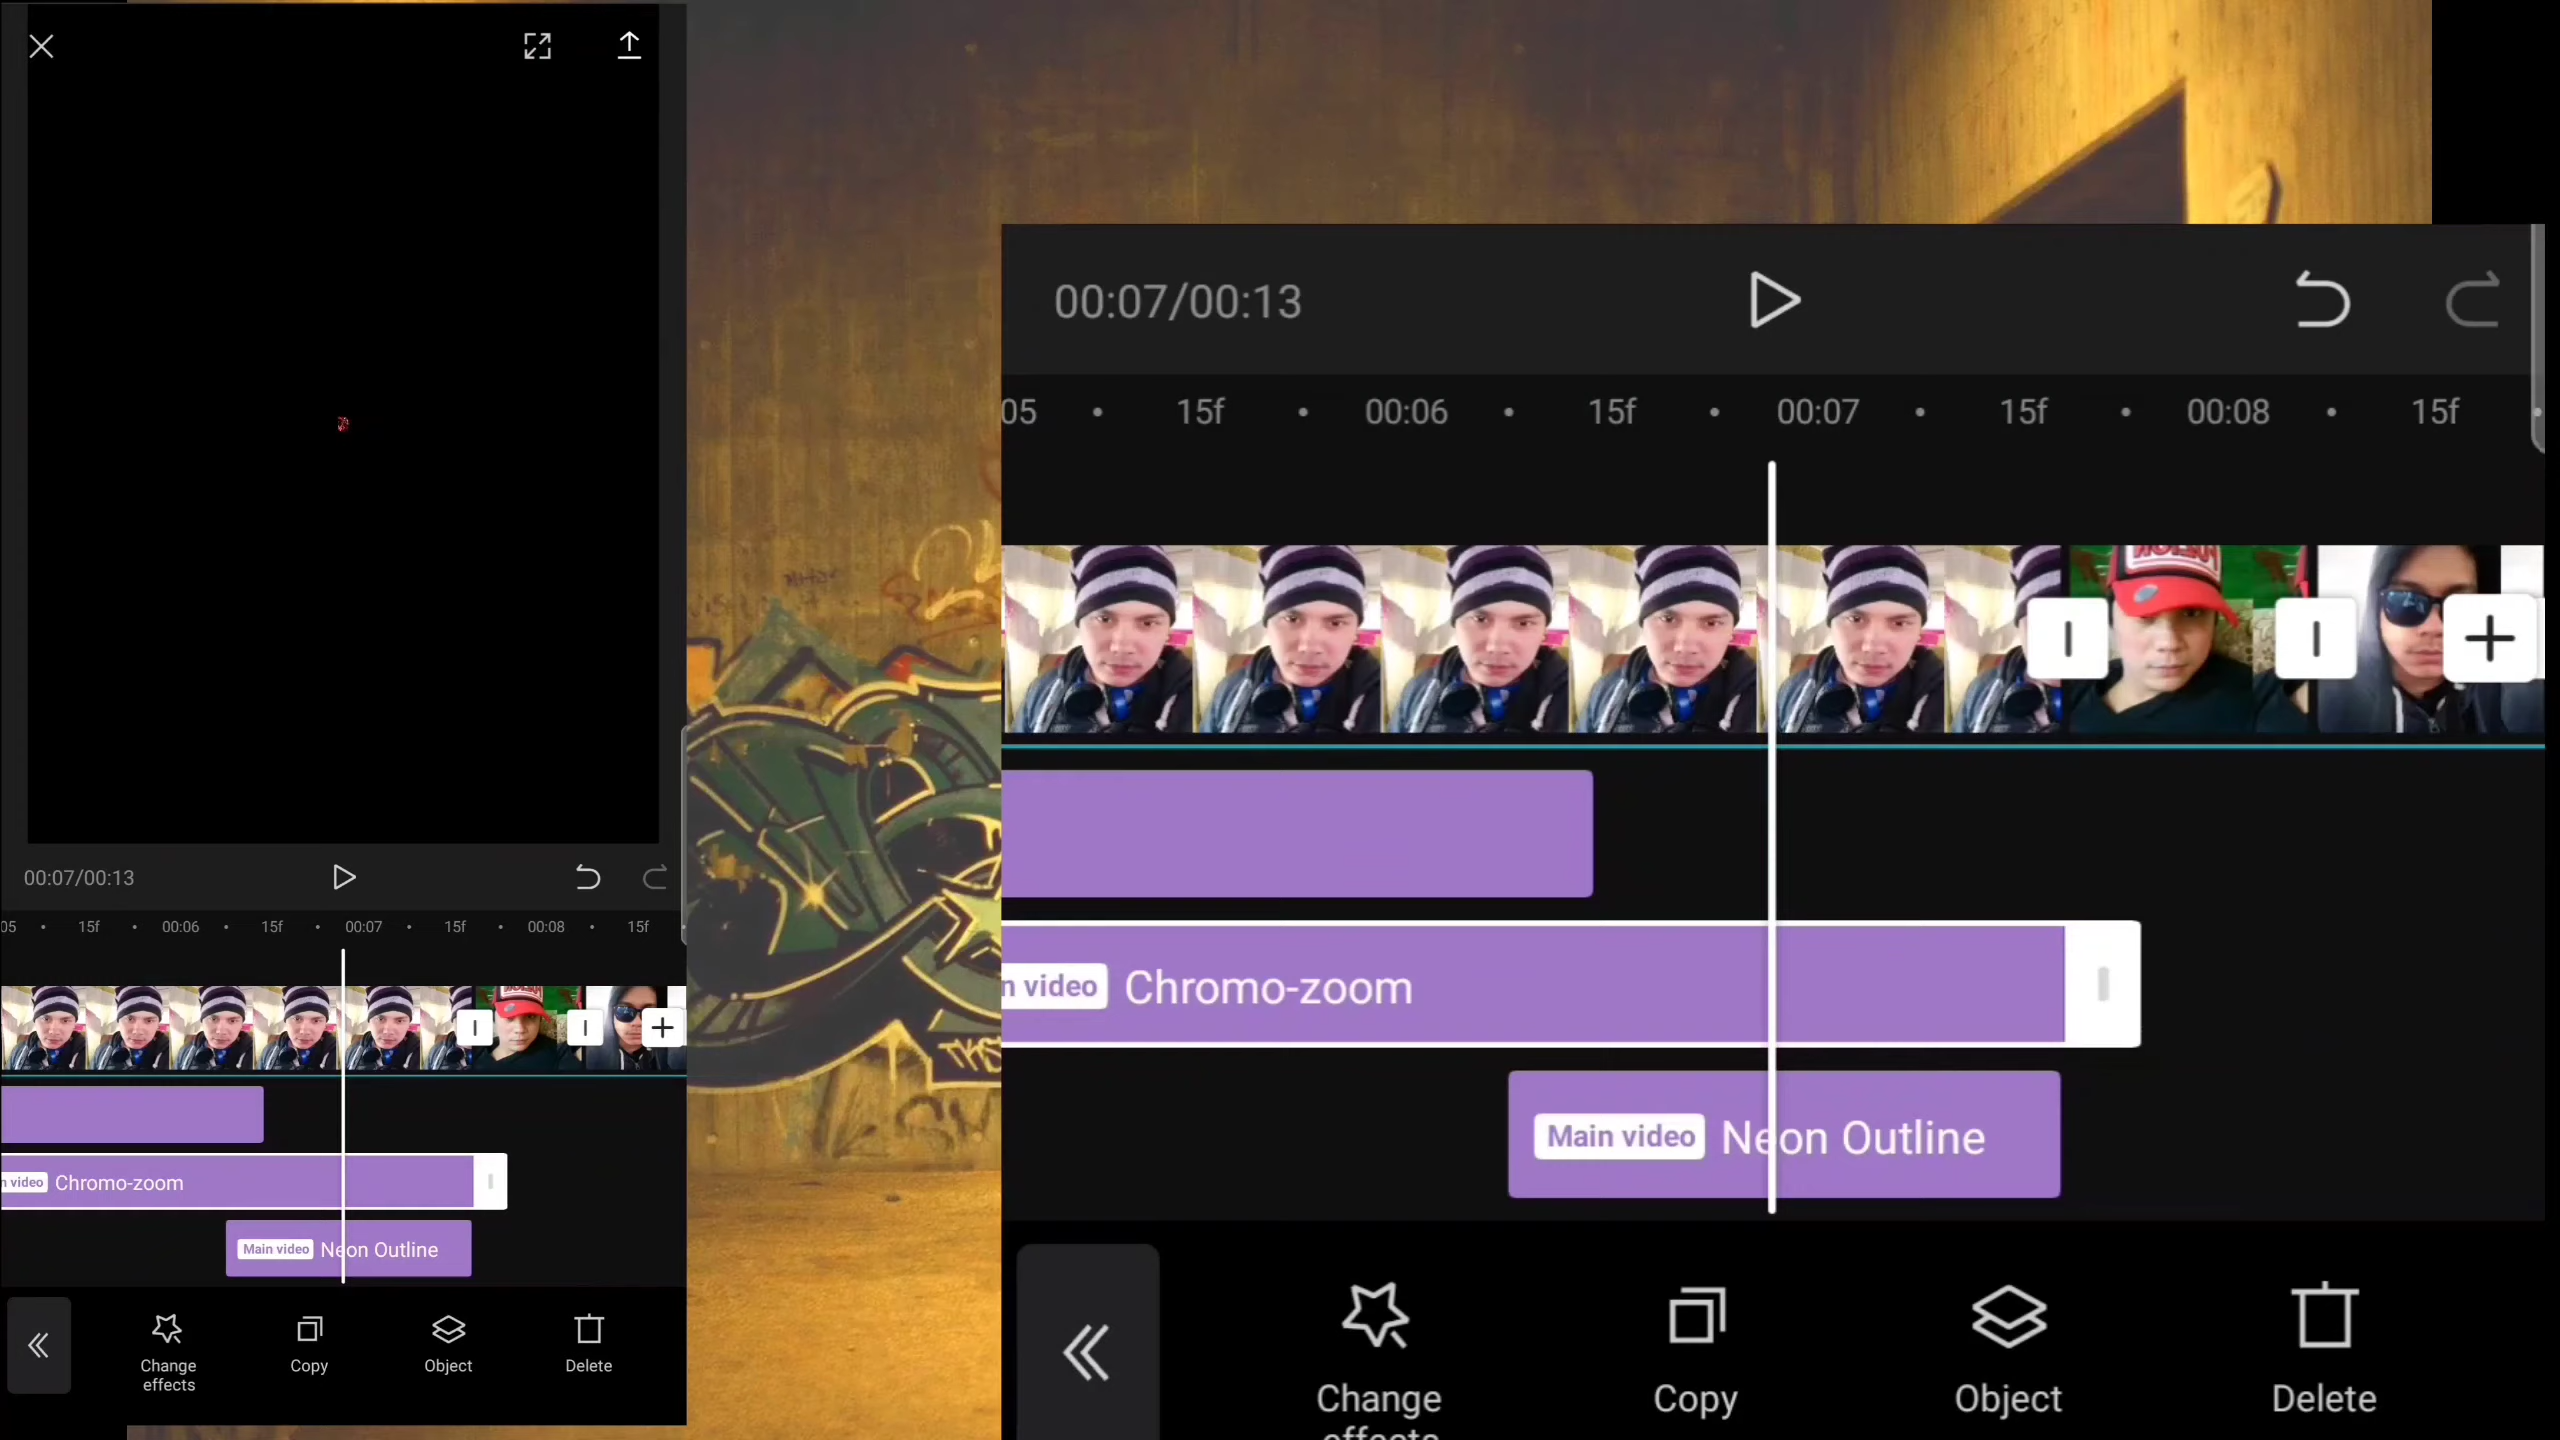 00:07/00:13
05 15f 00:06 15f 00:07 15f 00:08 15f
n video Chromo-zoom
Main video Neon Outline
Change
effects
Copy
Object
Delete
00:07/00:13
05 15f 00:06 15f 00:07 15f 00:08 15f
n video Chromo-zoom
Main video Neon Outline
Change
effects
Copy
Object
Delete